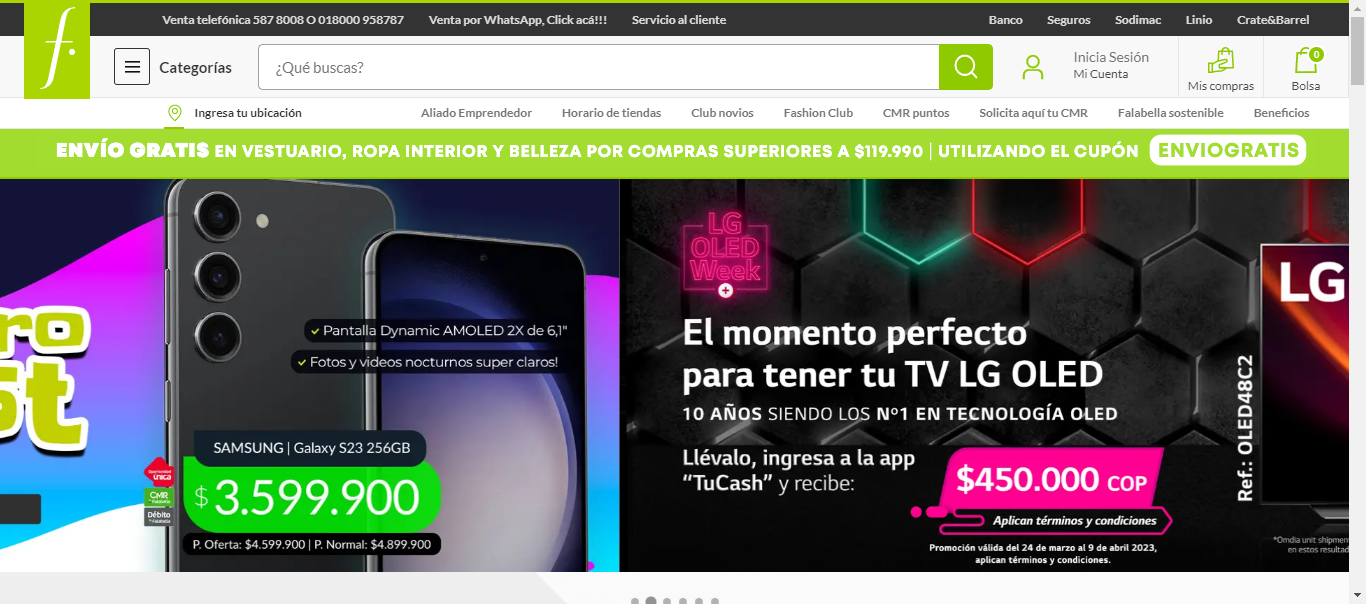 Venta telefónica 587 8008 O 018000 958787 Venta por WhatsApp, Click acá!!! Servicio al cliente Banco Seguros Sodimac Linio Crate&Barrel
f.
Categorías
¿Qué buscas?
Inicia Sesión
Mi Cuenta
Mis compras
0
Bolsa
Ingresa tu ubicación Aliado Emprendedor Horario de tiendas Club novios Fashion Club CMR puntos Solicita aquí tu CMR Falabella sostenible Beneficios
ENVÍO GRATIS EN VESTUARIO, ROPA INTERIOR Y BELLEZA POR COMPRAS SUPERIORES A $119.990 | UTILIZANDO EL CUPÓN ENVIOGRATIS
ro
st
✓ Pantalla Dynamic AMOLED 2X de 6,1"
✓ Fotos y videos nocturnos super claros!
SAMSUNG | Galaxy S23 256GB
Oportunidad
única
CMR
Débito
$ 3.599.900
P. Oferta: $4.599.900 | P. Normal: $4.899.900
LG
OLED
Week
+
El momento perfecto
para tener tu TV LG OLED
10 AÑOS SIENDO LOS Nº1 EN TECNOLOGÍA OLED
Llévalo, ingresa a la app
“TuCash” y recibe:
$450.000 COP
Aplican términos y condiciones
Promoción válida del 24 de marzo al 9 de abril 2023,
aplican términos y condiciones.
Ref.: OLED48C2
LG
*Omdia unit shipmen
en estos resultad